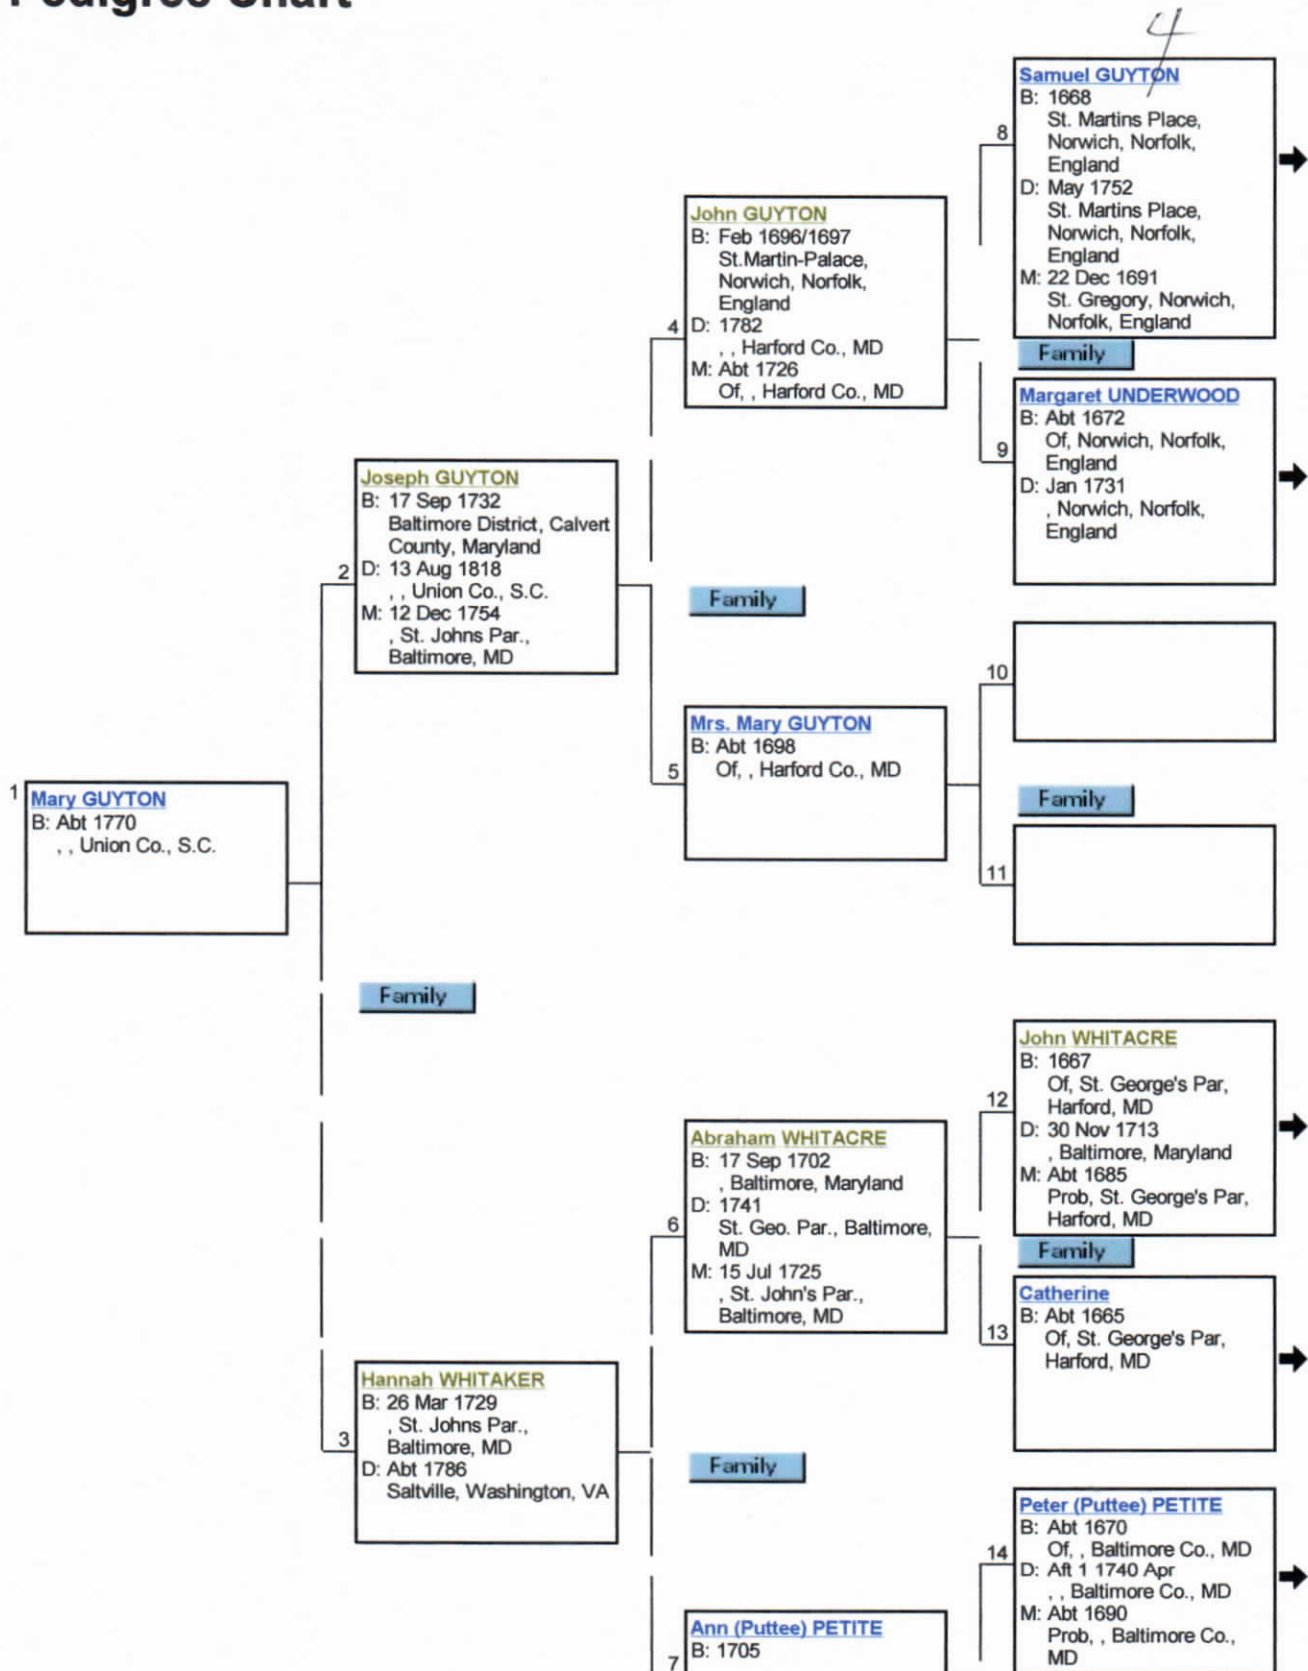 Pedigree Chart
4
8
Samuel GUYTON
B: 1668
St. Martins Place,
Norwich, Norfolk,
England
D: May 1752
St. Martins Place,
Norwich, Norfolk,
England
M: 22 Dec 1691
St. Gregory, Norwich,
Norfolk, England
4
John GUYTON
B: Feb 1696/1697
St.Martin-Palace,
Norwich, Norfolk,
England
D: 1782
, , Harford Co., MD
M: Abt 1726
Of, , Harford Co., MD
Family
9
Margaret UNDERWOOD
B: Abt 1672
Of, Norwich, Norfolk,
England
D: Jan 1731
, Norwich, Norfolk,
England
2
Joseph GUYTON
B: 17 Sep 1732
Baltimore District, Calvert
County, Maryland
D: 13 Aug 1818
, , Union Co., S.C.
M: 12 Dec 1754
, St. Johns Par.,
Baltimore, MD
Family
10
5
Mrs. Mary GUYTON
B: Abt 1698
Of, , Harford Co., MD
Family
11
1
Mary GUYTON
B: Abt 1770
, , Union Co., S.C.
Family
12
John WHITACRE
B: 1667
Of, St. George's Par,
Harford, MD
D: 30 Nov 1713
, Baltimore, Maryland
M: Abt 1685
Prob, St. George's Par,
Harford, MD
6
Abraham WHITACRE
B: 17 Sep 1702
, Baltimore, Maryland
D: 1741
St. Geo. Par., Baltimore,
MD
M: 15 Jul 1725
, St. John's Par.,
Baltimore, MD
Family
13
Catherine
B: Abt 1665
Of, St. George's Par,
Harford, MD
3
Hannah WHITAKER
B: 26 Mar 1729
, St. Johns Par.,
Baltimore, MD
D: Abt 1786
Saltville, Washington, VA
Family
14
Peter (Puttee) PETITE
B: Abt 1670
Of, , Baltimore Co., MD
D: Aft 1 1740 Apr
, , Baltimore Co., MD
M: Abt 1690
Prob, , Baltimore Co.,
MD
7
Ann (Puttee) PETITE
B: 1705